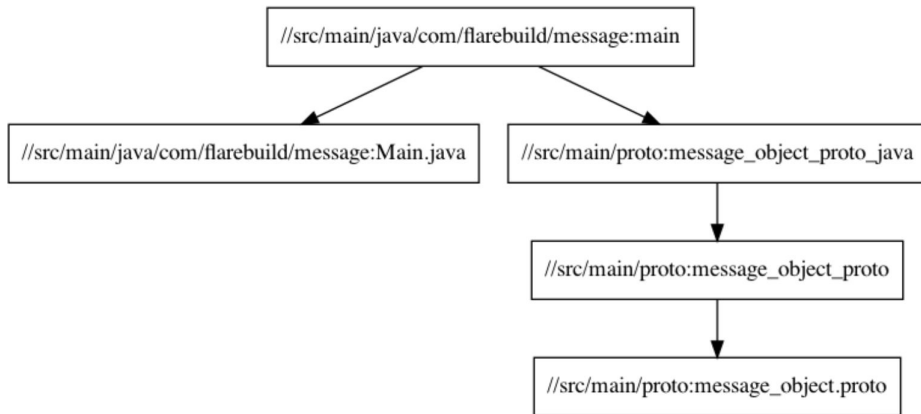 //src/main/java/com/flarebuild/message:main
//src/main/java/com/flarebuild/message:Main.java
//src/main/proto:message_object_proto_java
//src/main/proto:message_object_proto
//src/main/proto:message_object.proto